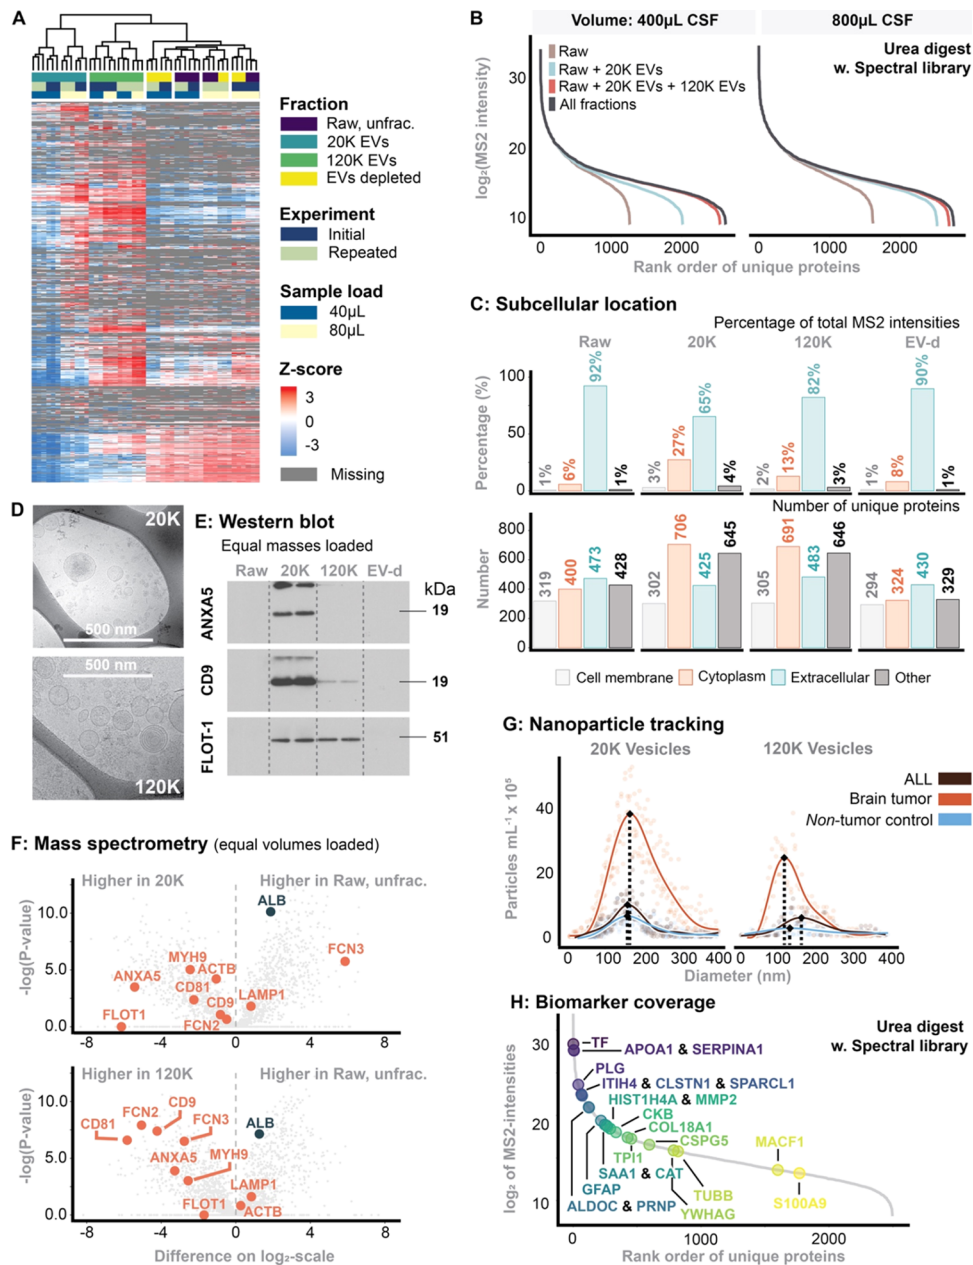 A
Fraction
Raw, unfrac.
20K EVs
120K EVs
EVs depleted
Experiment
Initial
Repeated
Sample load
40µL
80µL
Z-score
3
0
-3
Missing
B
Volume: 400µL CSF
800µL CSF
Urea digest
w. Spectral library
Raw
Raw + 20K EVs
Raw + 20K EVs + 120K EVs
All fractions
log₂(MS2 intensity)
30
20
10
0 1000 2000
0 1000 2000
Rank order of unique proteins
C: Subcellular location
Percentage of total MS2 intensities
Raw 20K 120K EV-d
Percentage (%)
100
50
0
1% 6% 92% 1%
3% 27% 65% 4%
2% 13% 82% 3%
1% 8% 90% 1%
Number of unique proteins
Number
800
600
400
200
0
319 400 473 428
302 706 425 645
305 691 483 646
294 324 430 329
Cell membrane Cytoplasm Extracellular Other
D
20K
500 nm
500 nm
120K
E: Western blot
Equal masses loaded
Raw 20K 120K EV-d
kDa
ANXA5
19
CD9
19
FLOT-1
51
F: Mass spectrometry (equal volumes loaded)
Higher in 20K
Higher in Raw, unfrac.
-log(P-value)
10.0
5.0
0.0
ALB
FCN3
MYH9
ACTB
ANXA5
CD81
LAMP1
CD9
FLOT1
FCN2
-8 -4 0 4 8
Higher in 120K
Higher in Raw, unfrac.
-log(P-value)
10.0
5.0
0.0
CD9
FCN2
CD81
FCN3
ALB
ANXA5
MYH9
LAMP1
FLOT1
ACTB
-8 -4 0 4 8
Difference on log₂-scale
G: Nanoparticle tracking
20K Vesicles
120K Vesicles
ALL
Brain tumor
Non-tumor control
Particles mL⁻¹ x 10⁵
40
20
0
0 100 200 300 400
0 100 200 300 400
Diameter (nm)
H: Biomarker coverage
Urea digest
w. Spectral library
log₂ of MS2-intensities
30
20
10
TF
APOA1 & SERPINA1
PLG
ITIH4 & CLSTN1 & SPARCL1
HIST1H4A & MMP2
CKB
COL18A1
CSPG5
MACF1
TPI1
SAA1 & CAT
GFAP
TUBB
S100A9
ALDOC & PRNP
YWHAG
0 1000 2000
Rank order of unique proteins